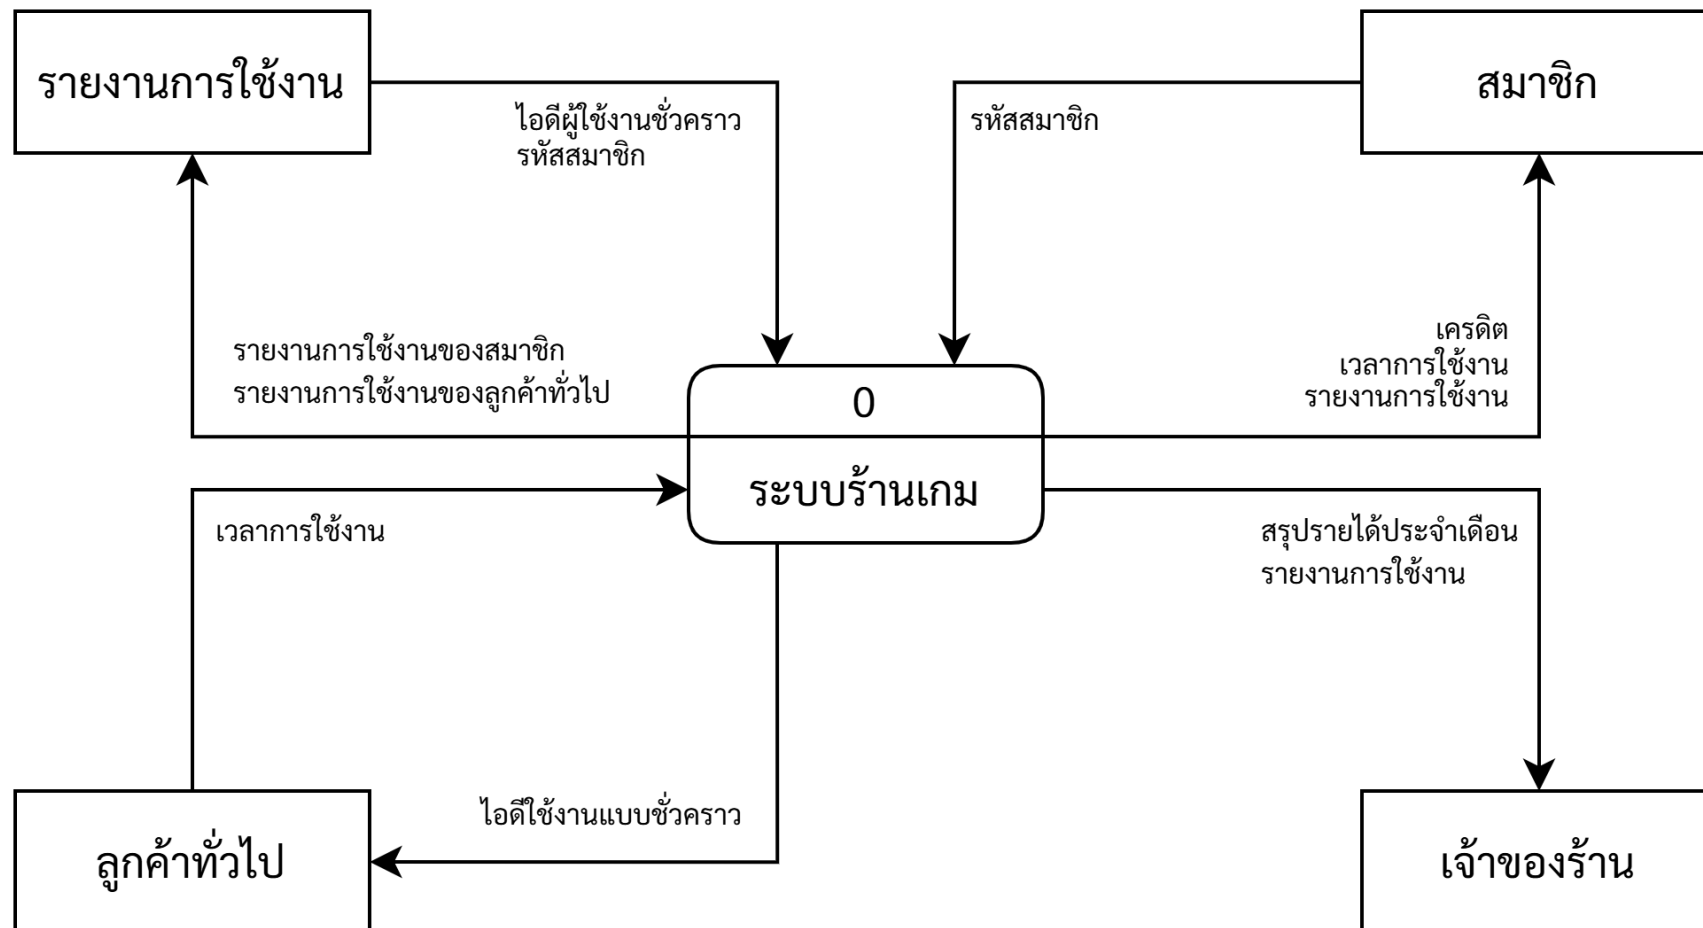 รายงานการใช้งาน
สมาชิก
ไอดีผู้ใช้งานชั่วคราว
รหัสสมาชิก
รหัสสมาชิก
รายงานการใช้งานของสมาชิก
รายงานการใช้งานของลูกค้าทั่วไป
เครดิต
เวลาการใช้งาน
รายงานการใช้งาน
0
ระบบร้านเกม
เวลาการใช้งาน
สรุปรายได้ประจำเดือน
รายงานการใช้งาน
ไอดีใช้งานแบบชั่วคราว
ลูกค้าทั่วไป
เจ้าของร้าน